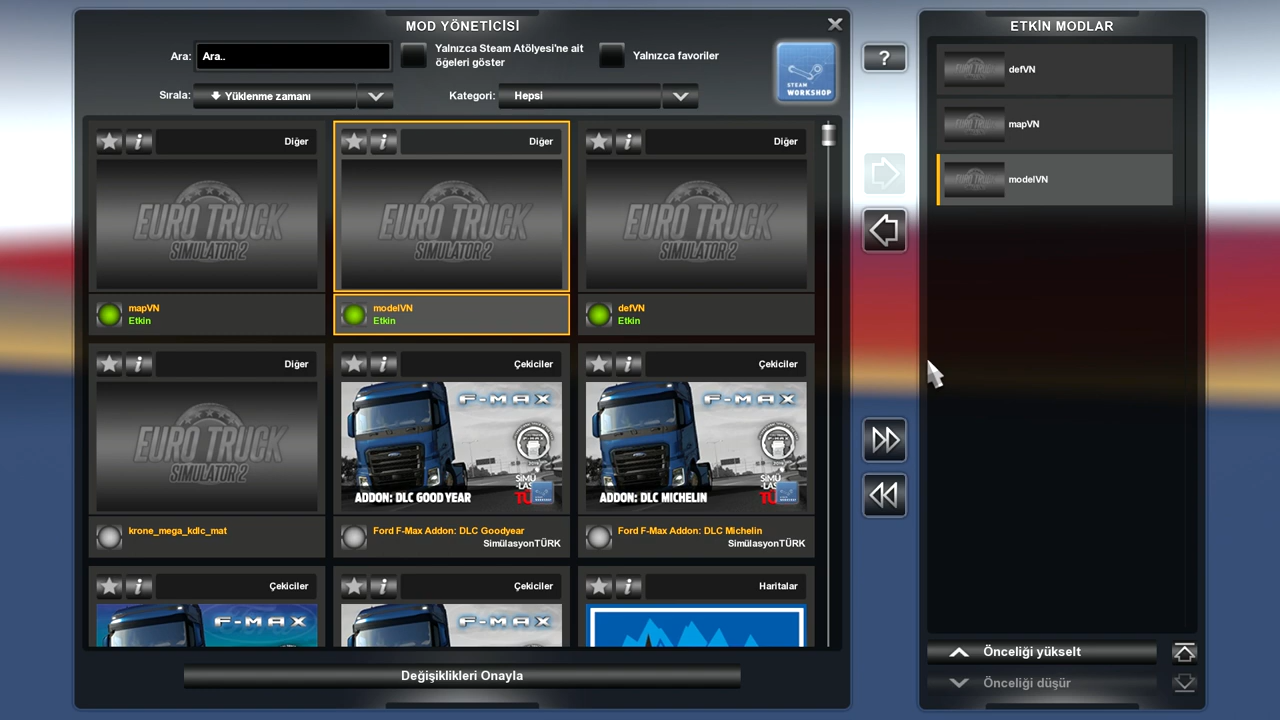 MOD YÖNETİCİSİ
Ara:
Ara..
Yalnızca Steam Atölyesi'ne ait
öğeleri göster
Yalnızca favoriler
STEAM
WORKSHOP
Sırala:
Yüklenme zamanı
Kategori:
Hepsi
i
Diğer
i
Diğer
i
Diğer
EURO TRUCK
SIMULATOR 2
EURO TRUCK
SIMULATOR 2
EURO TRUCK
SIMULATOR 2
mapVN
Etkin
modelVN
Etkin
defVN
Etkin
i
Diğer
i
Çekiciler
i
Çekiciler
EURO TRUCK
SIMULATOR 2
F-MAX
ADDON: DLC GOODYEAR
F-MAX
ADDON: DLC MICHELIN
krone_mega_kdlc_mat
Ford F-Max Addon: DLC Goodyear
SimülasyonTÜRK
Ford F-Max Addon: DLC Michelin
SimülasyonTÜRK
i
Çekiciler
i
Çekiciler
i
Haritalar
F-MAX
F-MAX
Değişiklikleri Onayla
?
ETKİN MODLAR
defVN
mapVN
modelVN
Önceliği yükselt
Önceliği düşür